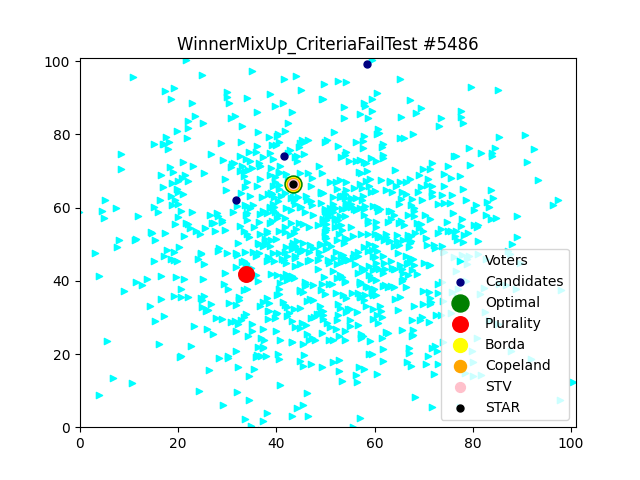 WinnerMixUp_CriteriaFailTest #5486
100
80
60
40
20
0
0
20
40
60
80
100
Voters
Candidates
Optimal
Plurality
Borda
Copeland
STV
STAR